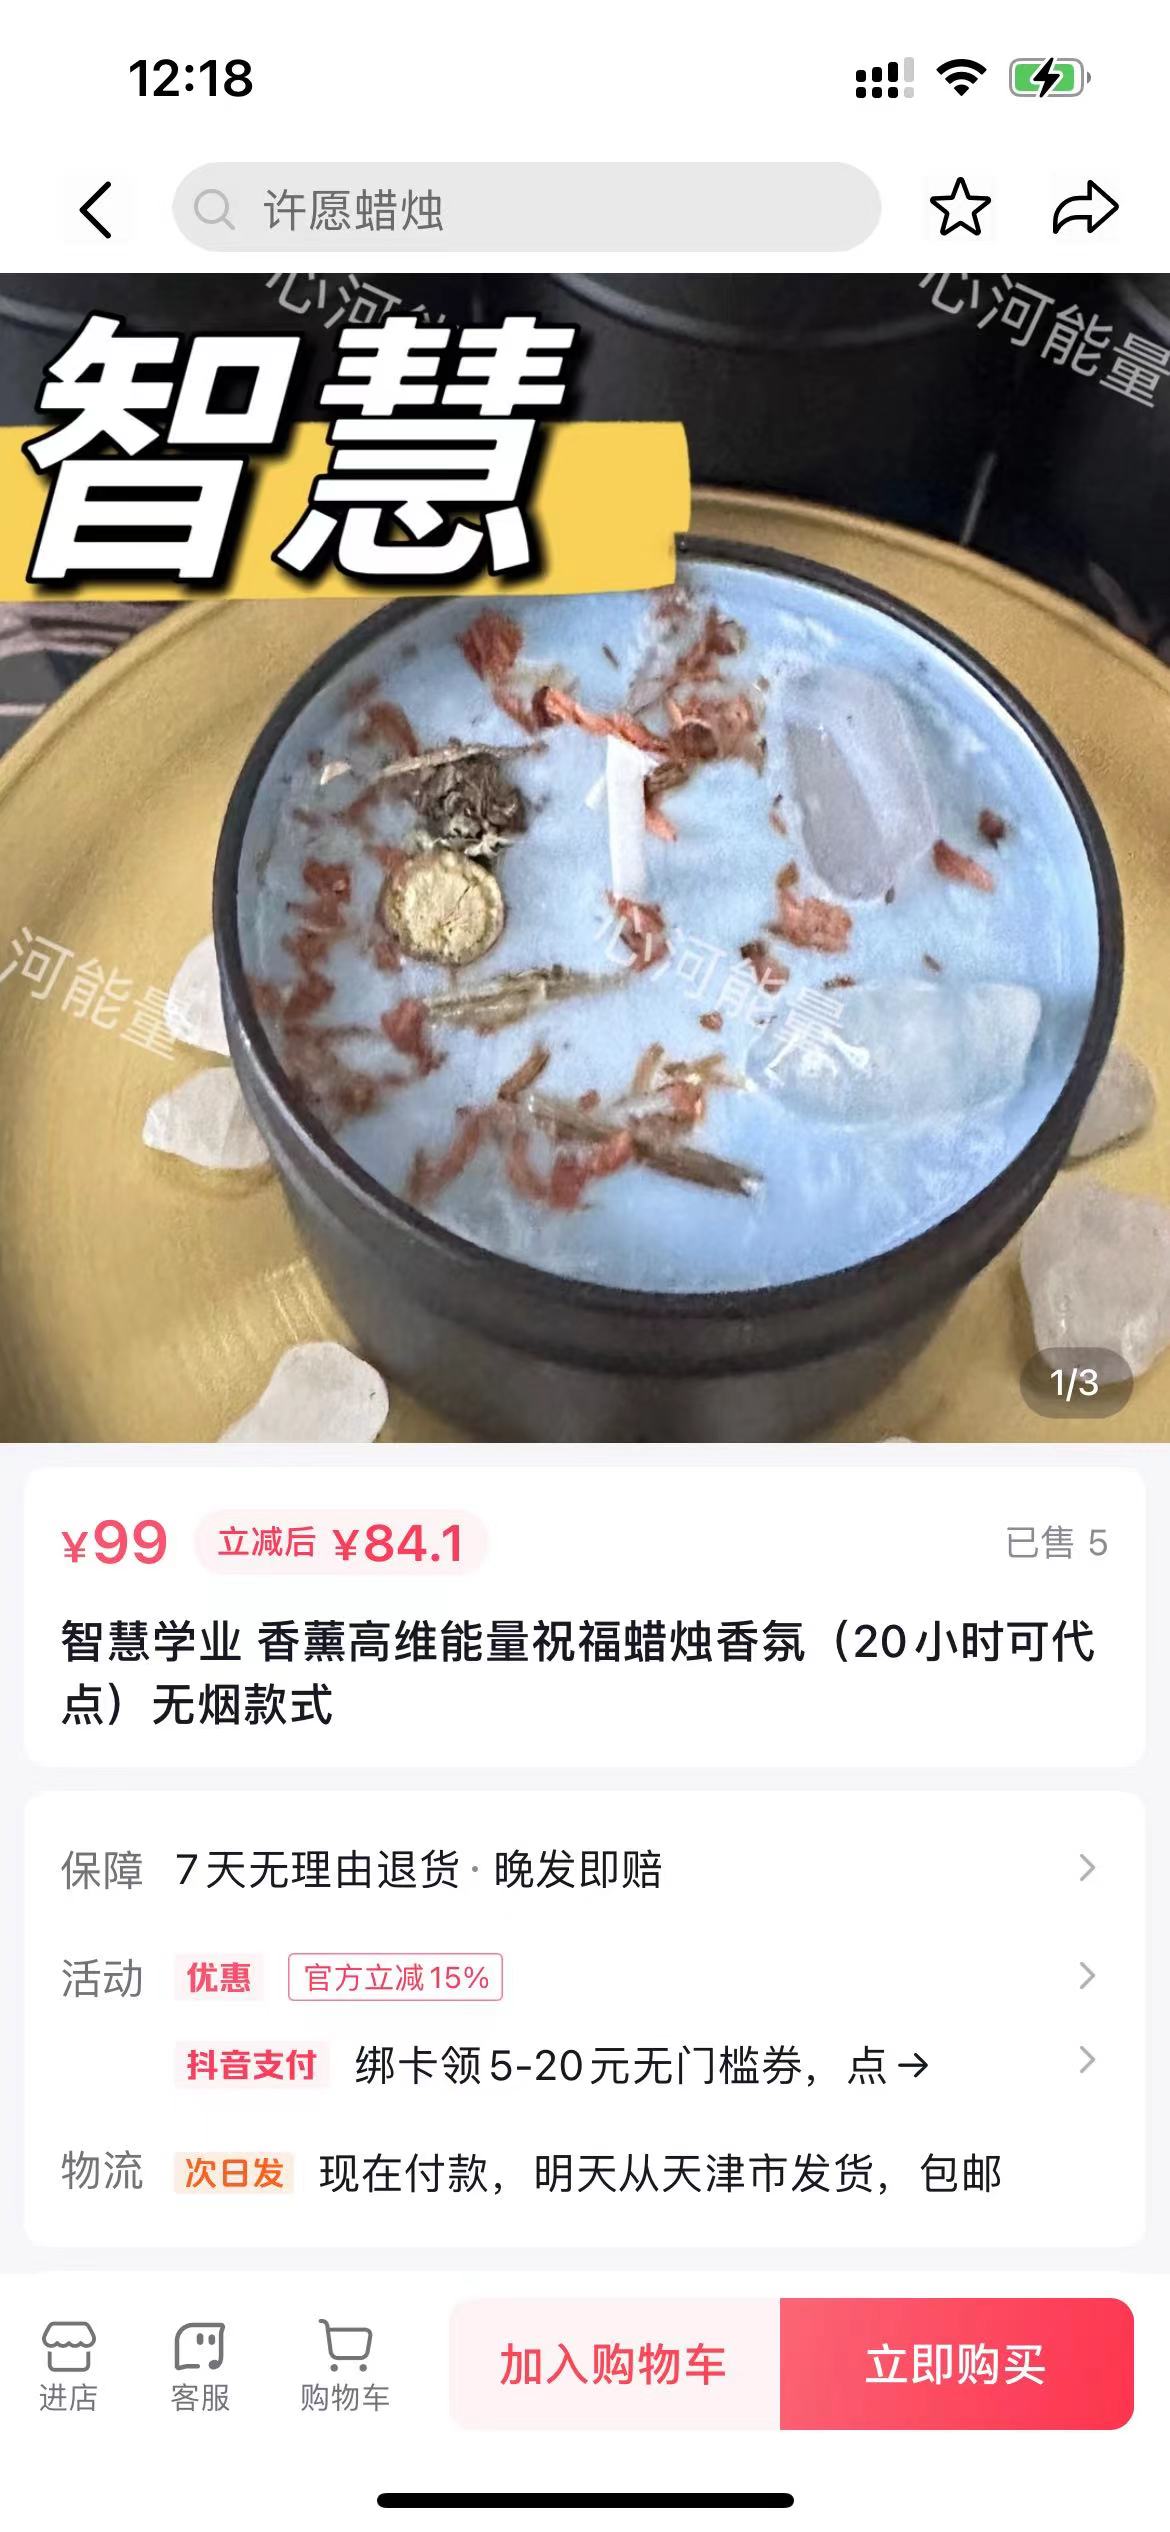 12:18
许愿蜡烛
心河能量
智慧
河能量
心河能量
1/3
¥99 立减后 ¥84.1 已售 5
智慧学业 香薰高维能量祝福蜡烛香氛（20小时可代
点）无烟款式
保障 7天无理由退货·晚发即赔
活动 优惠 官方立减15%
抖音支付 绑卡领5-20元无门槛券，点→
物流 次日发 现在付款，明天从天津市发货，包邮
进店 客服 购物车 加入购物车 立即购买